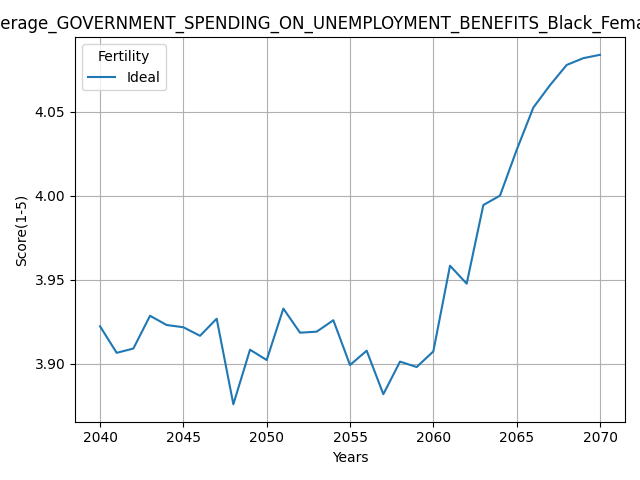 erage_GOVERNMENT_SPENDING_ON_UNEMPLOYMENT_BENEFITS_Black_Fema
Fertility
Ideal
4.05
4.00
3.95
3.90
Score(1-5)
2040 2045 2050 2055 2060 2065 2070
Years